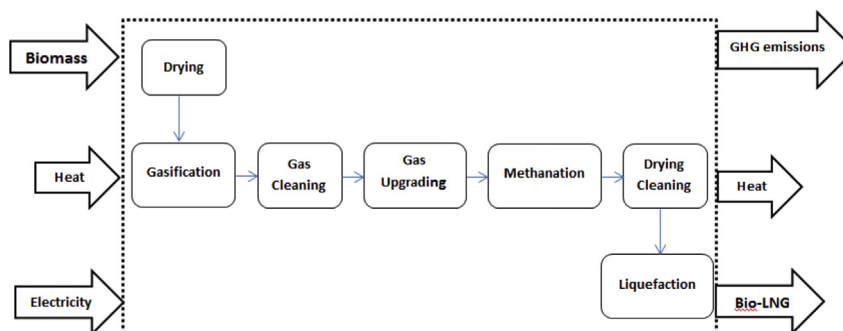 Biomass
GHG emissions
Drying
Heat
Gasification
Gas
Cleaning
Gas
Upgrading
Methanation
Drying
Cleaning
Heat
Electricity
Liquefaction
Bio-LNG